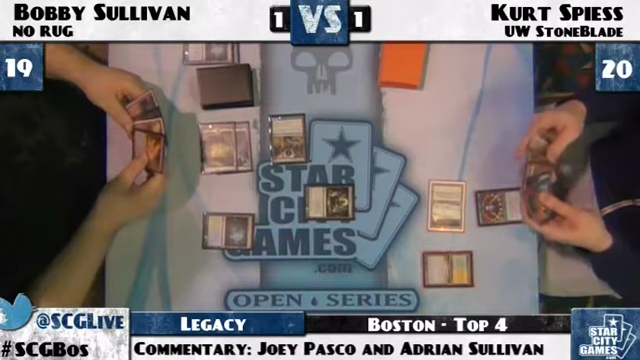 Bobby Sullivan
NO RUG
1 VS 1
Kurt Spiess
UW StoneBlade
19
20
STAR
CITY
GAMES
.com
OPEN SERIES
@SCGLive
#SCGBos
Legacy
Boston - Top 4
Commentary: Joey Pasco and Adrian Sullivan
STAR
CITY
GAMES